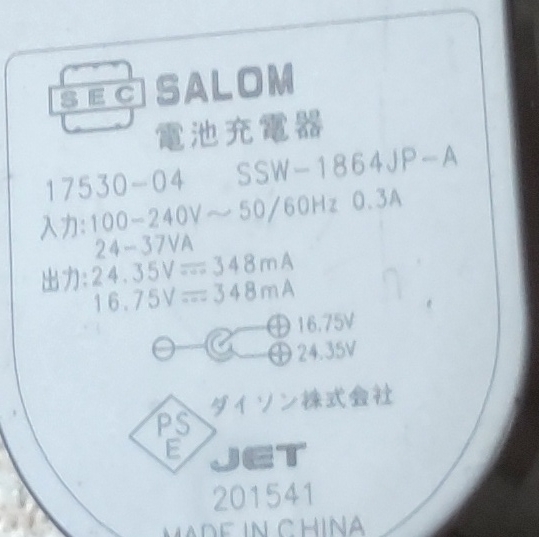 SEC SALOM
電池充電器
17530-04 SSW-1864JP-A
入力:100-240V～50/60Hz 0.3A
24-37VA
出力:24.35V⎓348mA
16.75V⎓348mA
⊖ ⊕16.75V
⊕24.35V
ダイソン株式会社
PS
E
JET
201541
MADE IN CHINA